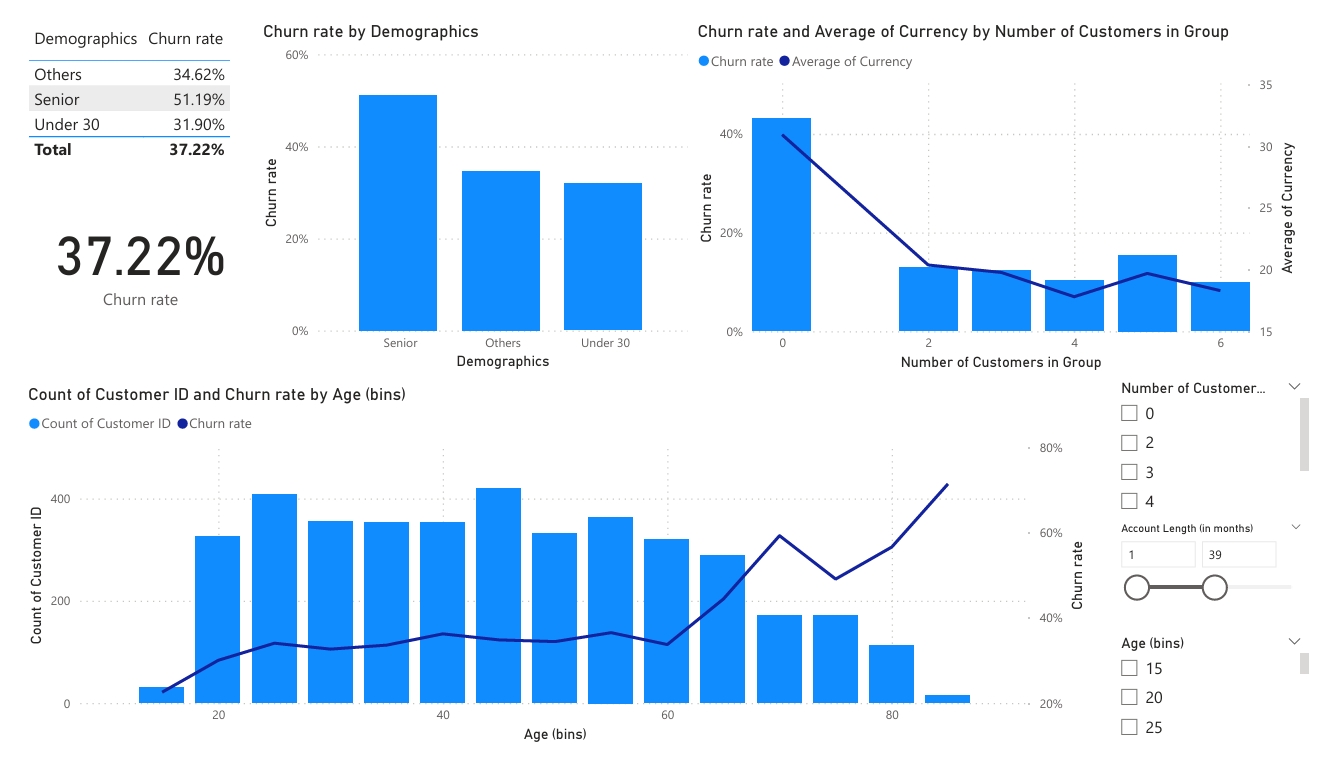 Demographics Churn rate
Others 34.62%
Senior 51.19%
Under 30 31.90%
Total 37.22%
37.22%
Churn rate
Churn rate by Demographics
60%
40%
20%
0%
Churn rate
Senior Others Under 30
Demographics
Churn rate and Average of Currency by Number of Customers in Group
Churn rate Average of Currency
40%
20%
0%
Churn rate
35
30
25
20
15
Average of Currency
0 2 4 6
Number of Customers in Group
Count of Customer ID and Churn rate by Age (bins)
Count of Customer ID Churn rate
400
200
0
Count of Customer ID
80%
60%
40%
20%
Churn rate
20 40 60 80
Age (bins)
Number of Customer...
0
2
3
4
Account Length (in months)
1 39
Age (bins)
15
20
25